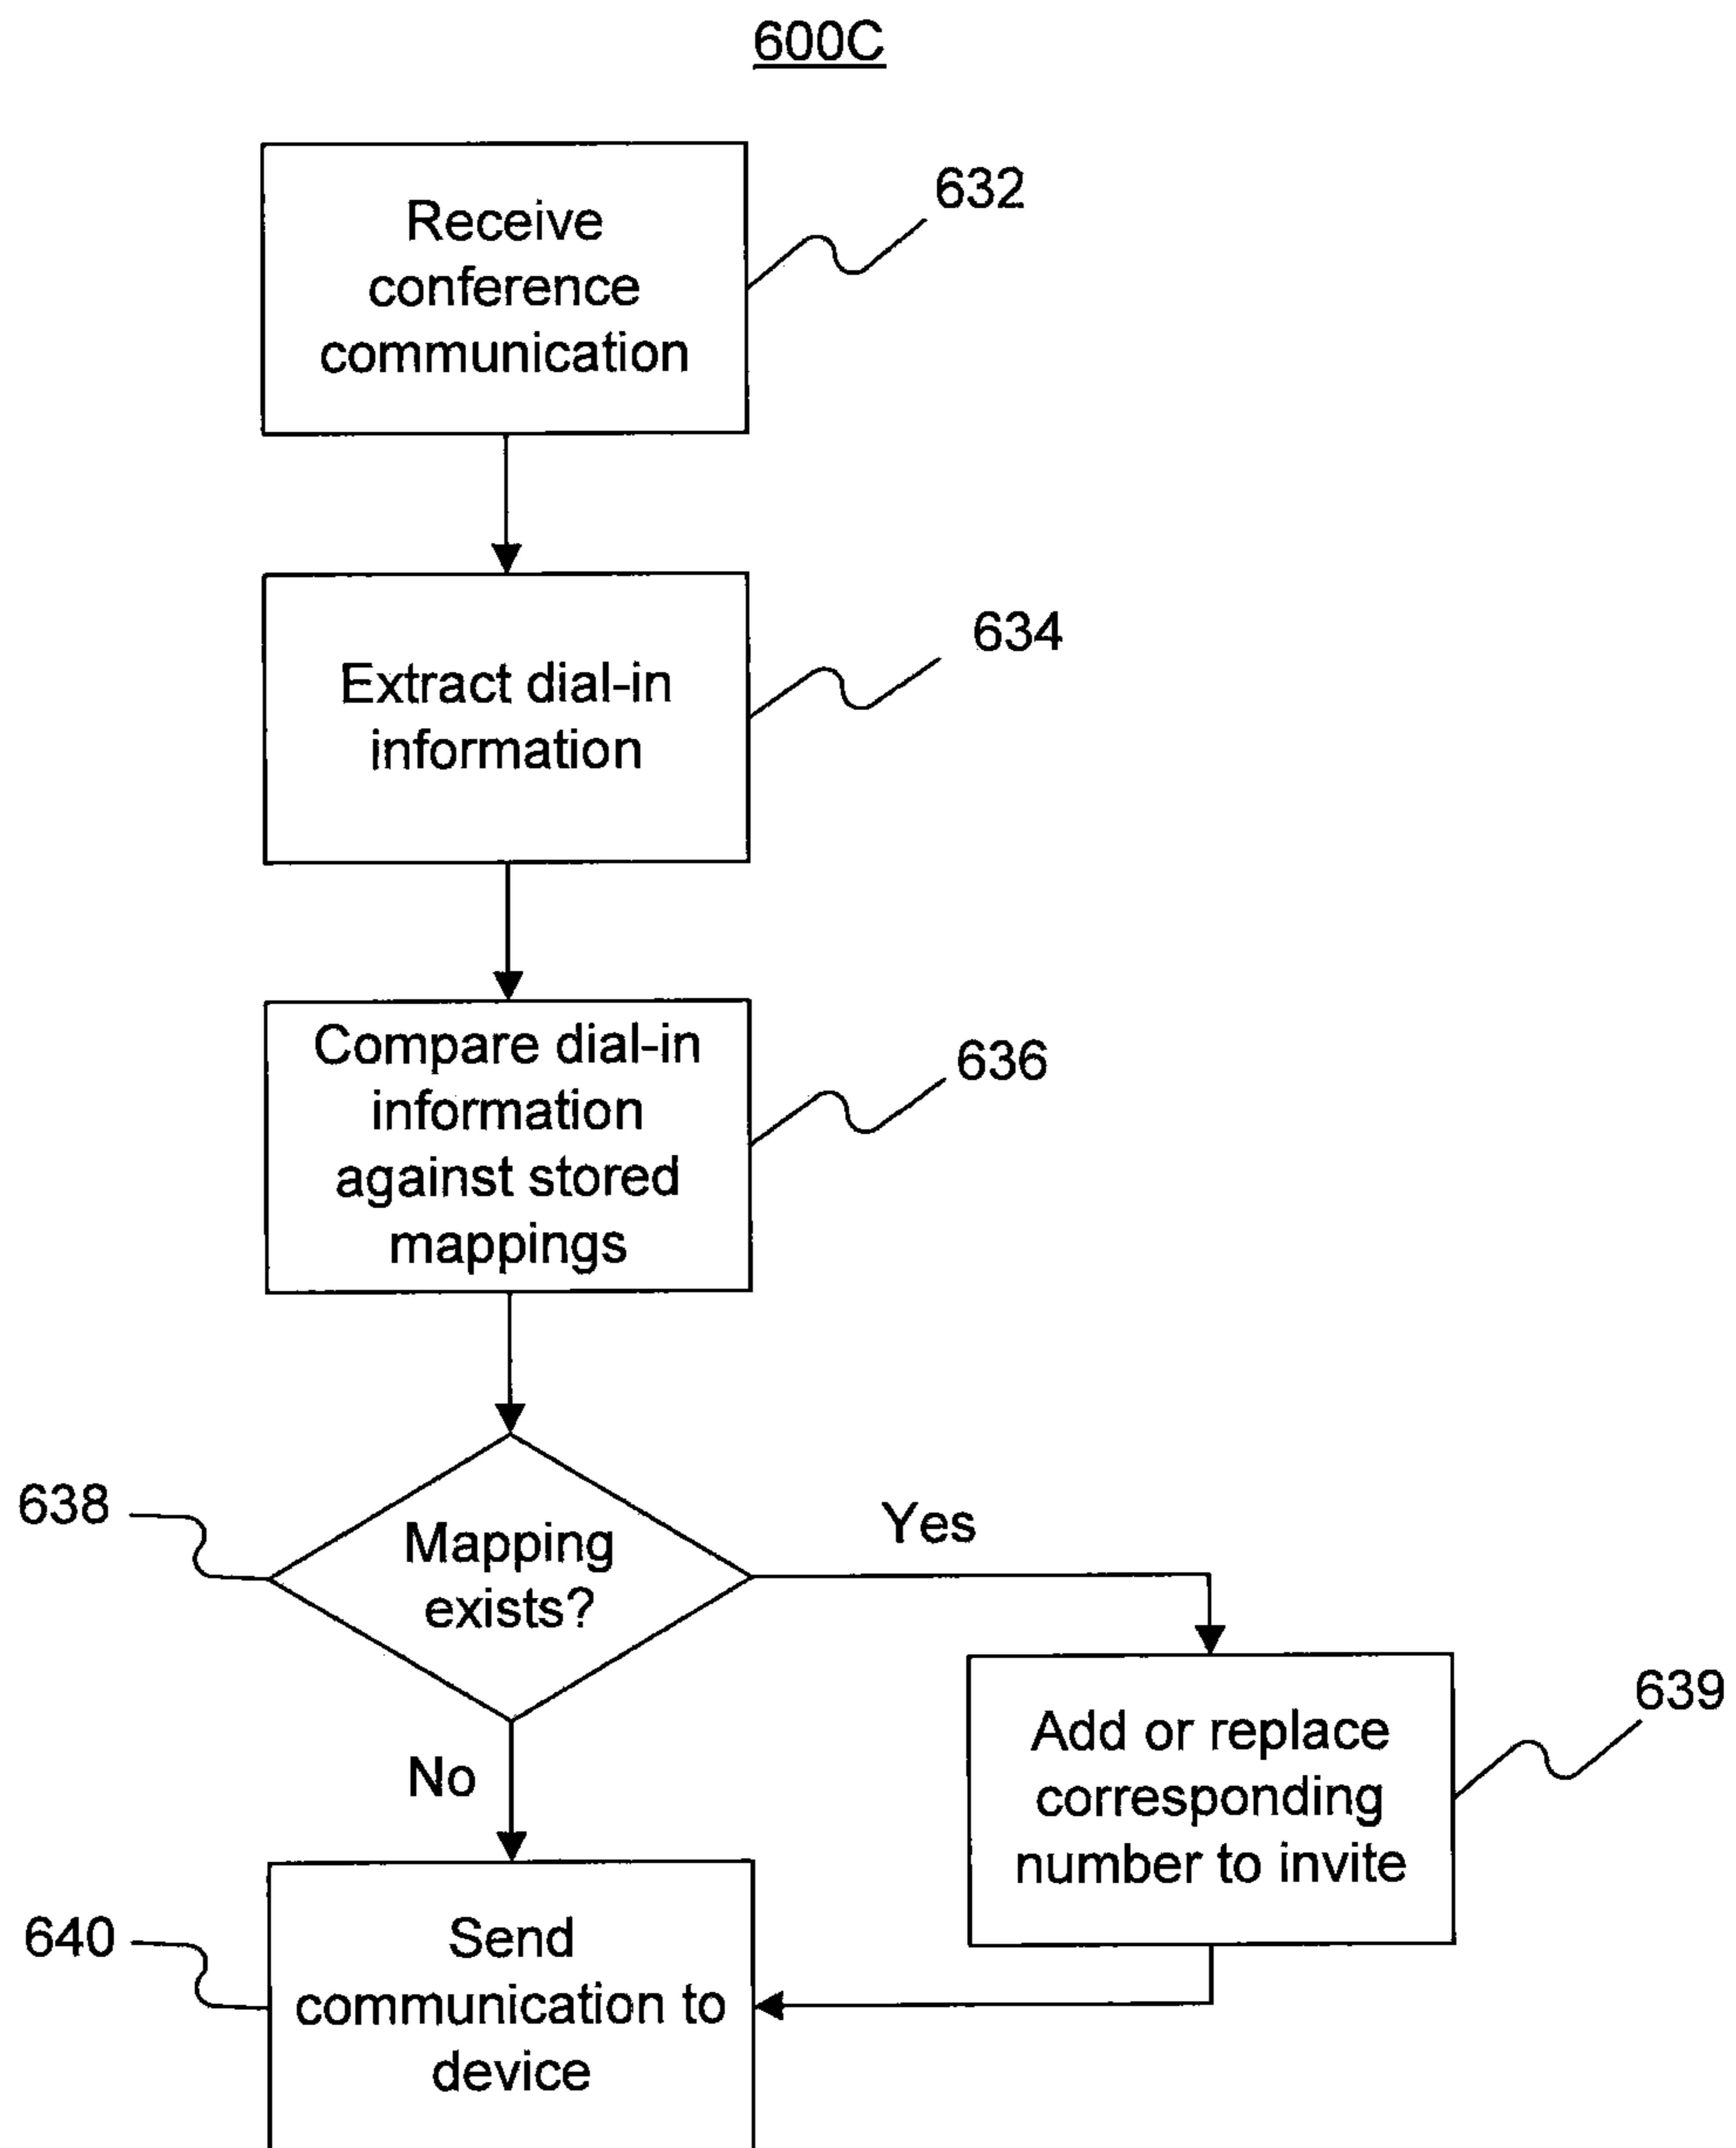 600C
Receive
conference
communication
632
Extract dial-in
information
634
Compare dial-in
information
against stored
mappings
636
638
Mapping
exists?
Yes
No
Add or replace
corresponding
number to invite
639
640
Send
communication to
device